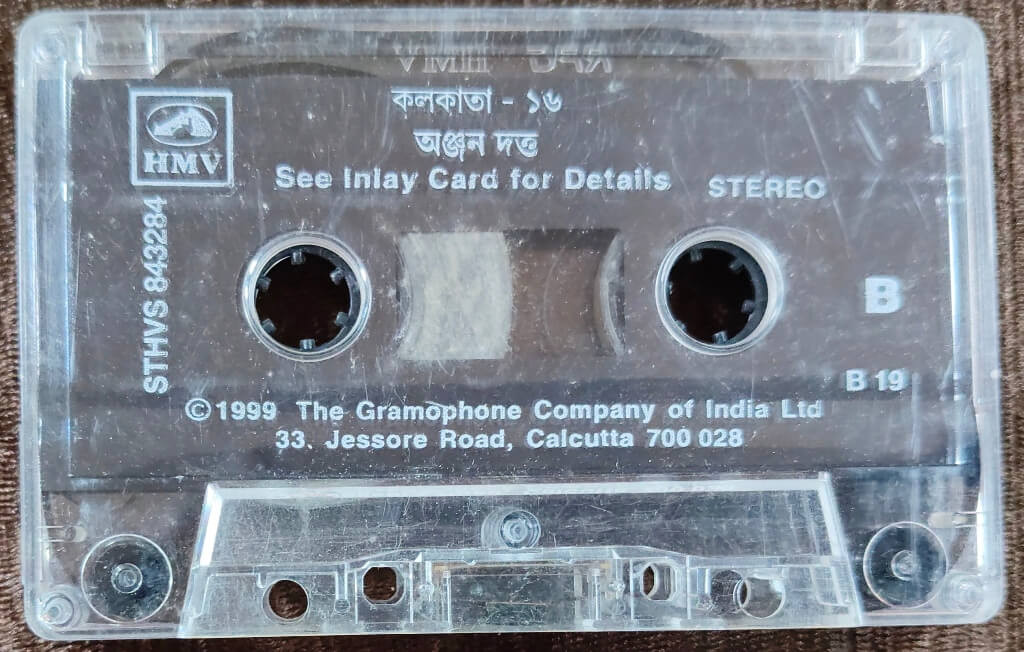 কলকাতা - ১৬
HMV
অঞ্জন দত্ত
See Inlay Card for Details.
STEREO
STHVS 843284
B
B 19
©1999 The Gramophone Company of India Ltd
33. Jessore Road, Calcutta 700 028